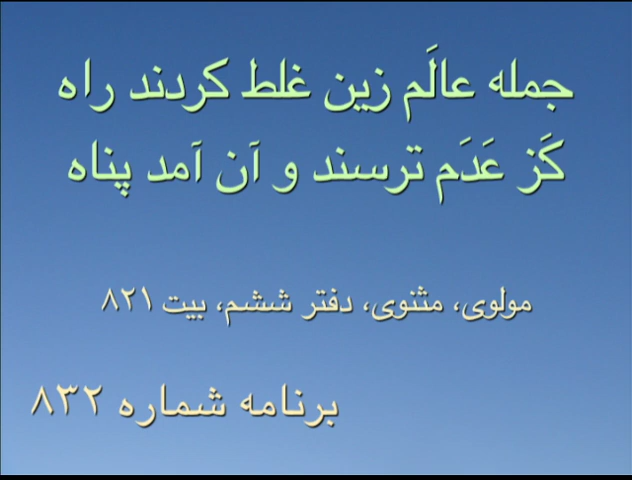 جمله عالَم زین غلط کردند راه
کَز عَدَم ترسند و آن آمد پناه
مولوی، مثنوی، دفتر ششم، بیت ۸۲۱
برنامه شماره ۸۳۲